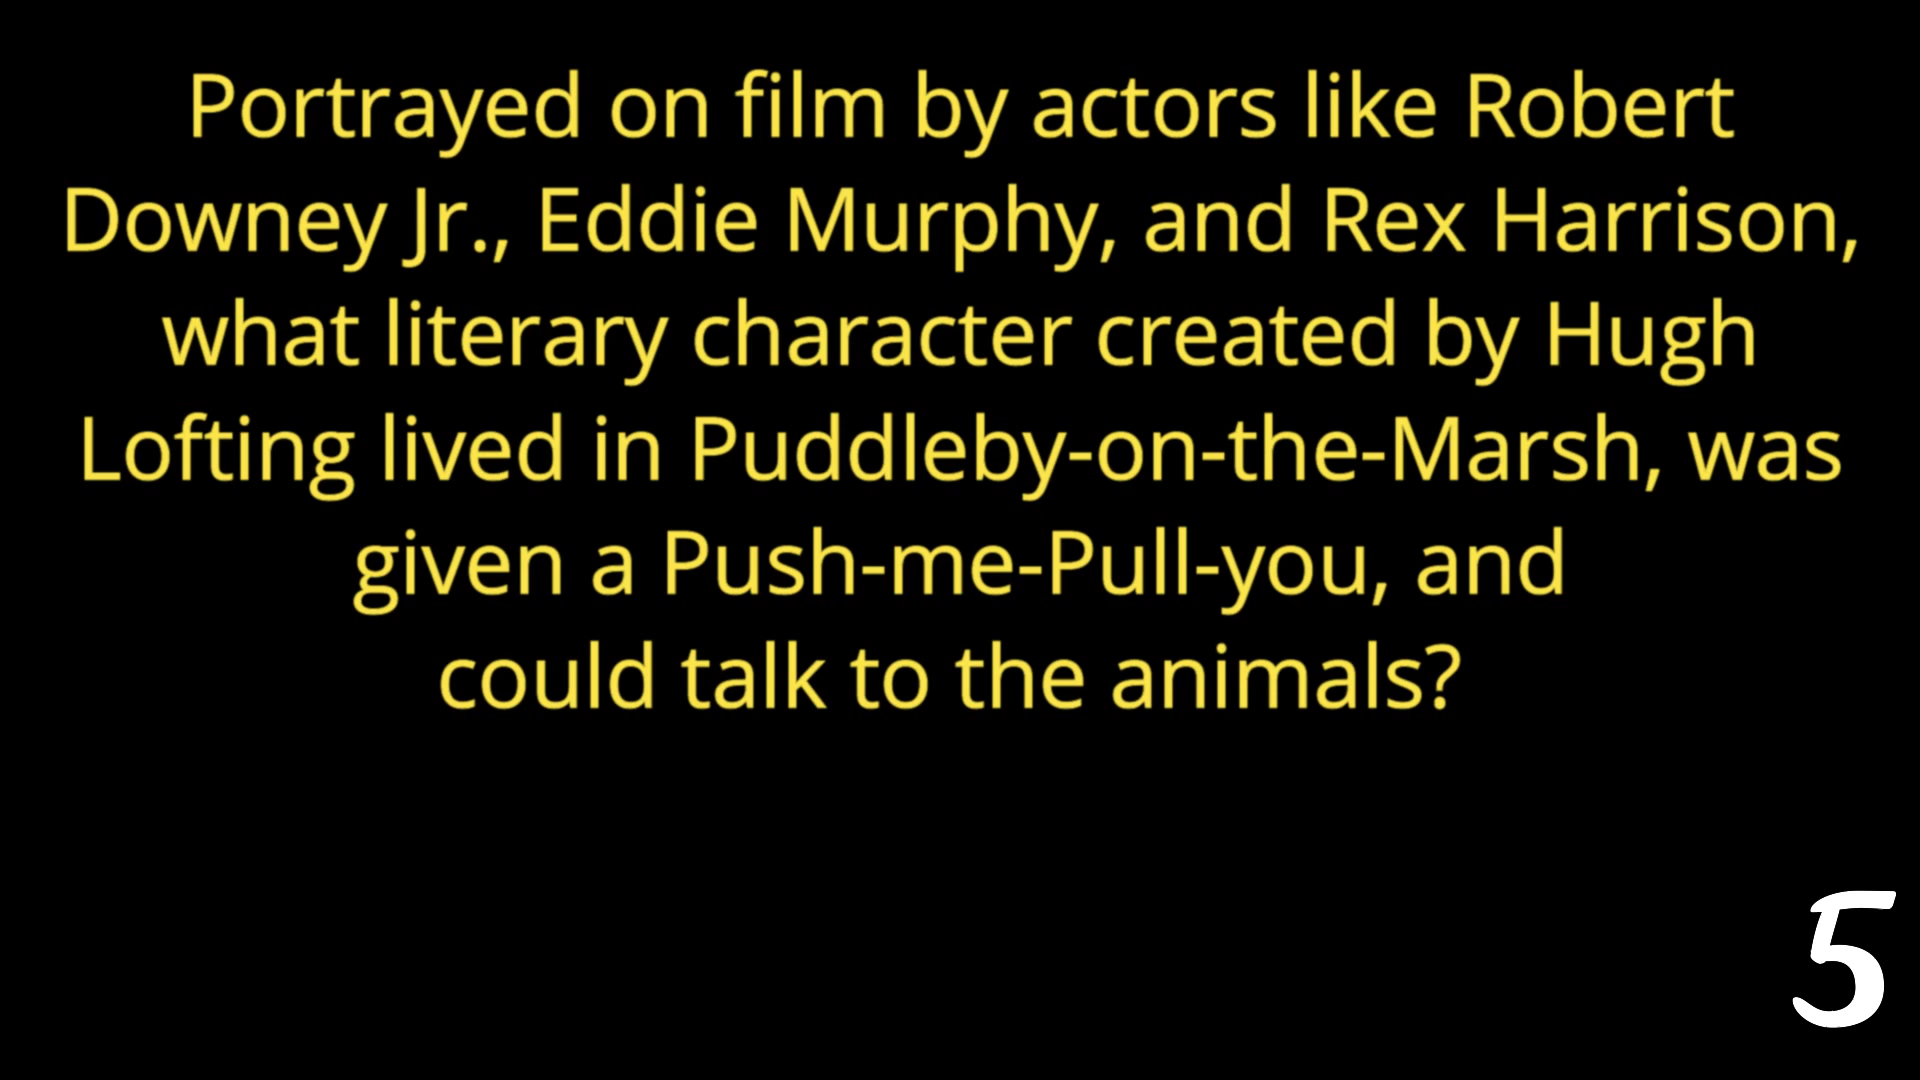 Portrayed on film by actors like Robert
Downey Jr., Eddie Murphy, and Rex Harrison,
what literary character created by Hugh
Lofting lived in Puddleby-on-the-Marsh, was
given a Push-me-Pull-you, and
could talk to the animals?
5